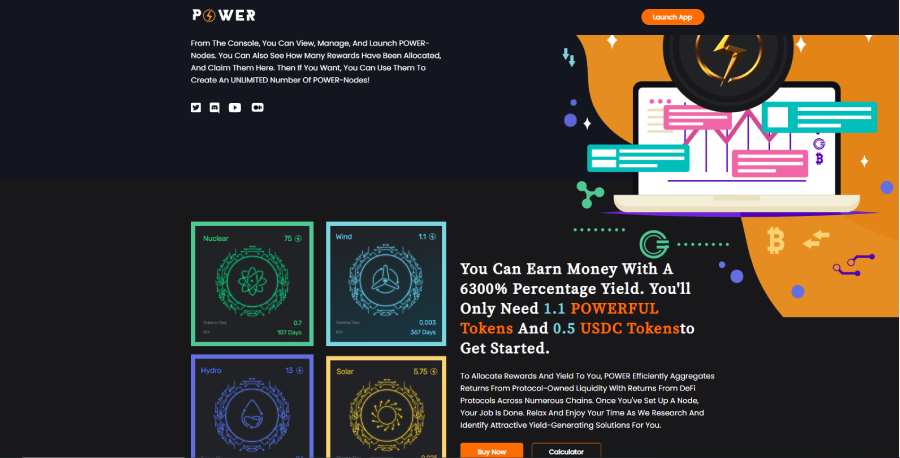 POWER
Launch App
From The Console, You Can View, Manage, And Launch POWER-
Nodes. You Can Also See How Many Rewards Have Been Allocated,
And Claim Them Here. Then If You Want, You Can Use Them To
Create An UNLIMITED Number Of POWER-Nodes!
Nuclear 75
0.7
107 Days
Wind 1.1
0.003
367 Days
Hydro 13
Solar 5.75
You Can Earn Money With A
6300% Percentage Yield. You'll
Only Need 1.1 POWERFUL
Tokens And 0.5 USDC Tokensto
Get Started.
To Allocate Rewards And Yield To You, POWER Efficiently Aggregates
Returns From Protocol-Owned Liquidity With Returns From DeFi
Protocols Across Numerous Chains. Once You've Set Up A Node,
Your Job Is Done. Relax And Enjoy Your Time As We Research And
Identify Attractive Yield-Generating Solutions For You.
Buy Now
Calculator